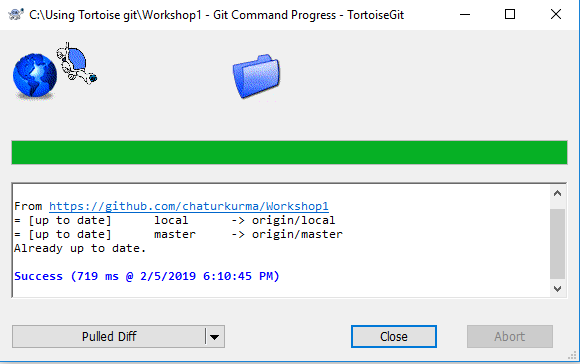 C:\Using Tortoise git\Workshop1 - Git Command Progress - TortoiseGit
From https://github.com/chaturkurma/Workshop1
= [up to date]      local      -> origin/local
= [up to date]      master     -> origin/master
Already up to date.
Success (719 ms @ 2/5/2019 6:10:45 PM)
Pulled Diff
Close
Abort